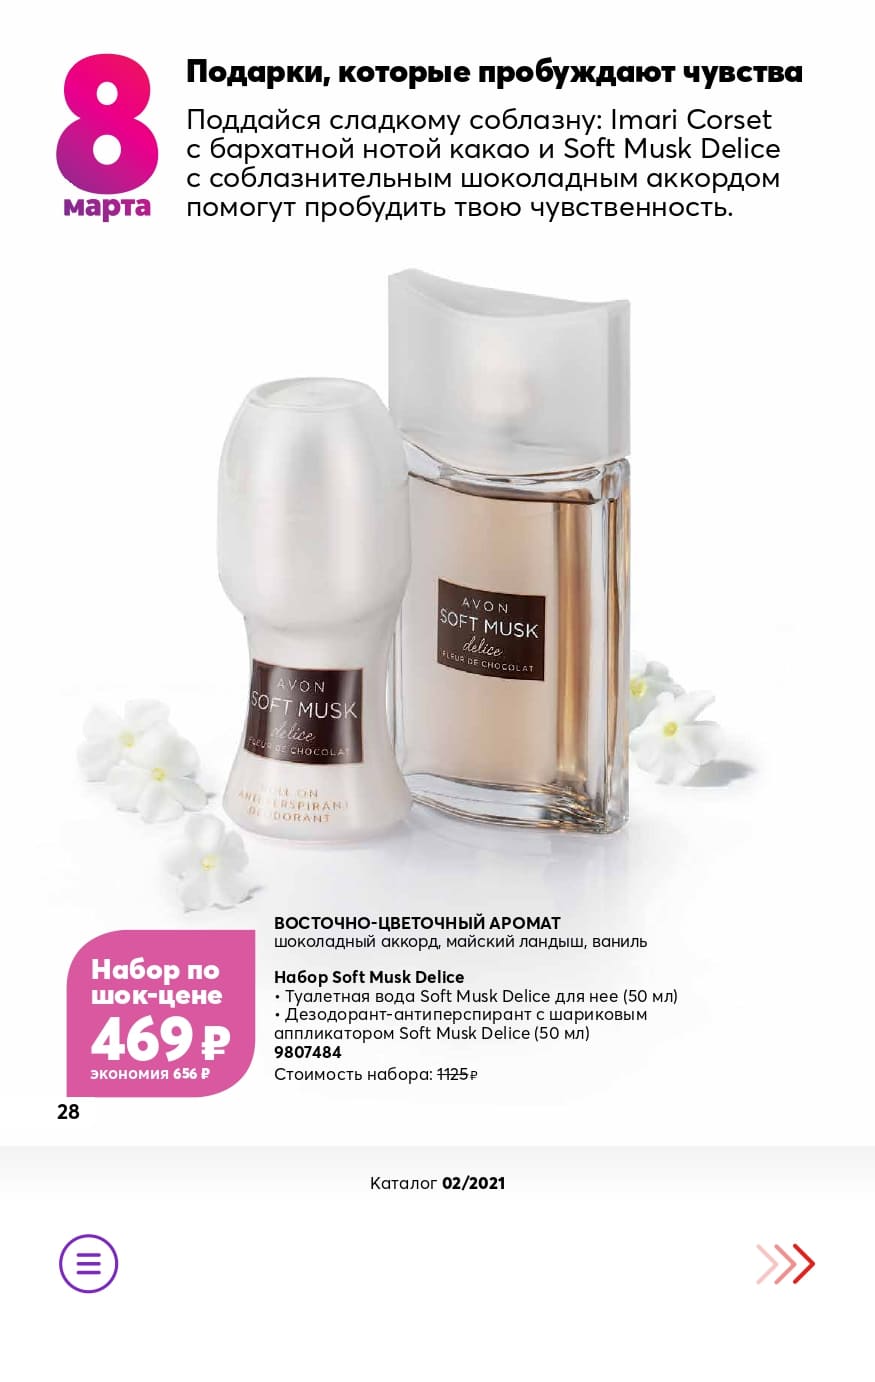 8
марта
Подарки, которые пробуждают чувства
Поддайся сладкому соблазну: Imari Corset
с бархатной нотой какао и Soft Musk Delice
с соблазнительным шоколадным аккордом
помогут пробудить твою чувственность.
AVON
SOFT MUSK
delice
FLEUR DE CHOCOLAT
AVON
SOFT MUSK
delice
FLEUR DE CHOCOLAT
ROLL-ON
ANTI-PERSPIRANT
DEODORANT
ВОСТОЧНО-ЦВЕТОЧНЫЙ АРОМАТ
шоколадный аккорд, майский ландыш, ваниль
Набор Soft Musk Delice
• Туалетная вода Soft Musk Delice для нее (50 мл)
• Дезодорант-антиперспирант с шариковым
аппликатором Soft Musk Delice (50 мл)
9807484
Стоимость набора: 1125 ₽
Набор по
шок-цене
469 ₽
экономия 656 ₽
28
Каталог 02/2021